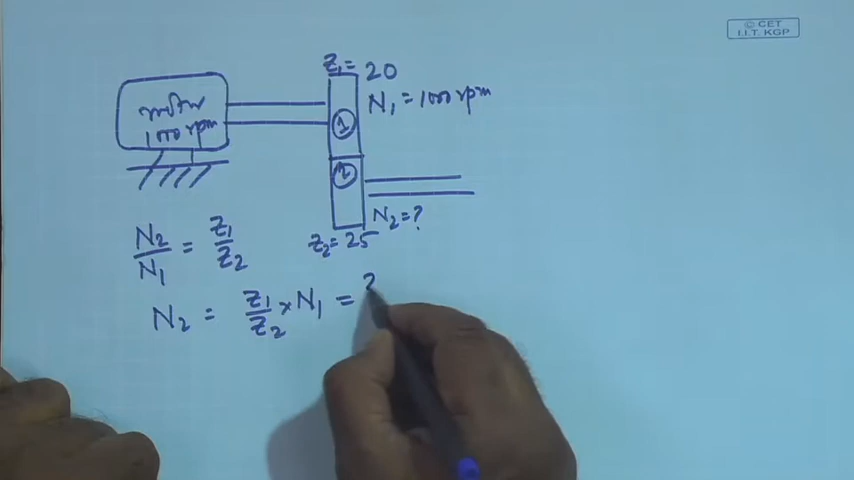 © CET
I.I.T. KGP
Z₁ = 20
motor
1000 rpm
N₁ = 1000 rpm
1
2
N₂ = ?
Z₂ = 25
N₂/N₁ = Z₁/Z₂
N₂ = Z₁/Z₂ × N₁ =